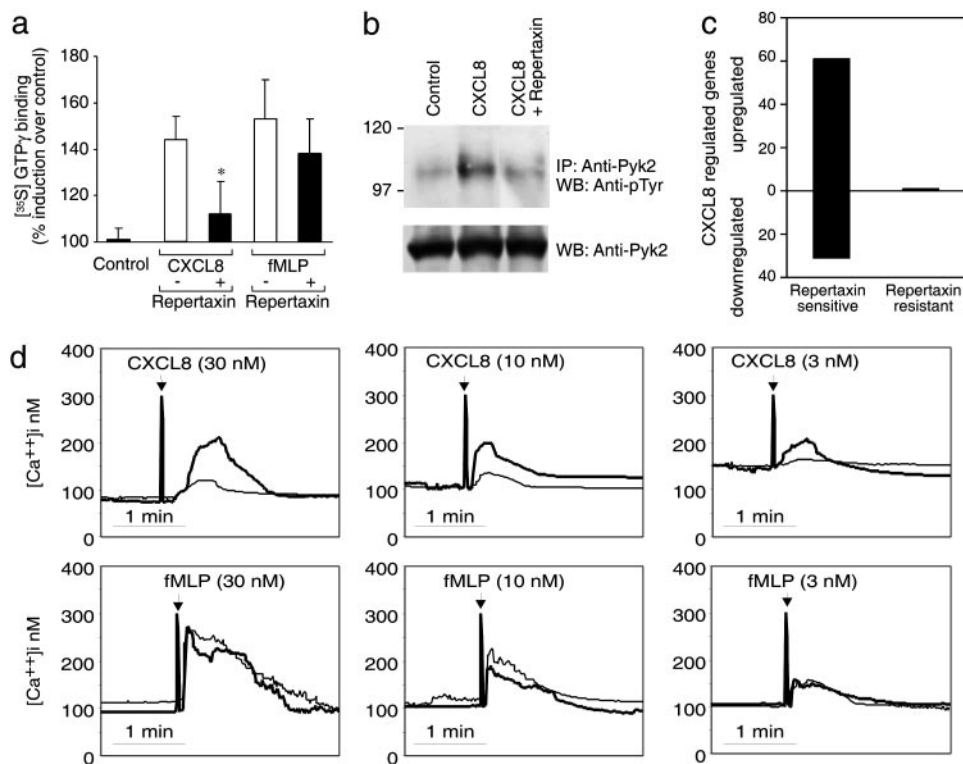 a
[³⁵S] GTPγ binding
(% induction over control)
180
160
140
120
100
*
Control
CXCL8
fMLP
- + - +
Repertaxin Repertaxin
b
Control
CXCL8
CXCL8
+ Repertaxin
120
97
IP: Anti-Pyk2
WB: Anti-pTyr
WB: Anti-Pyk2
c
CXCL8 regulated genes
downregulated upregulated
80
60
40
20
0
20
40
Repertaxin
sensitive
Repertaxin
resistant
d
[Ca⁺⁺]i nM
400
300
200
100
0
CXCL8 (30 nM)
1 min
400
300
200
100
0
CXCL8 (10 nM)
1 min
400
300
200
100
0
CXCL8 (3 nM)
1 min
[Ca⁺⁺]i nM
400
300
200
100
0
fMLP (30 nM)
1 min
400
300
200
100
0
fMLP (10 nM)
1 min
400
300
200
100
0
fMLP (3 nM)
1 min